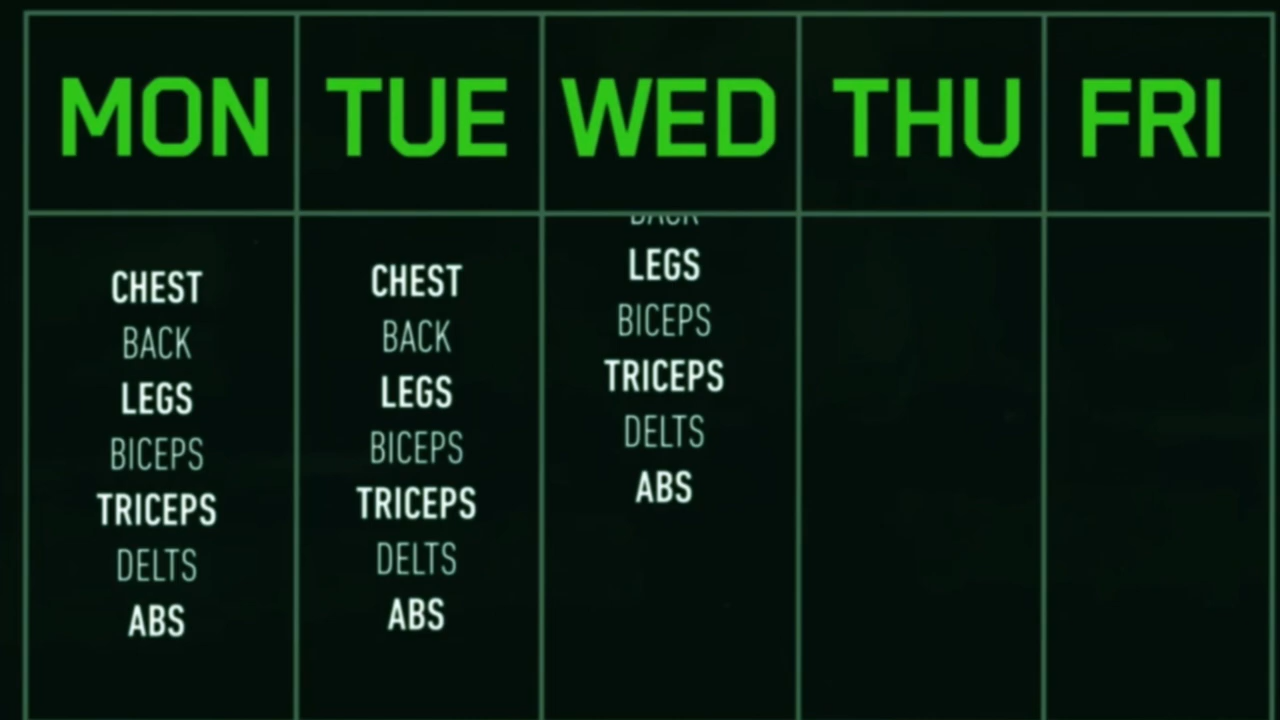 MON TUE WED THU FRI
CHEST
BACK
LEGS
BICEPS
TRICEPS
DELTS
ABS
CHEST
BACK
LEGS
BICEPS
TRICEPS
DELTS
ABS
BACK
LEGS
BICEPS
TRICEPS
DELTS
ABS